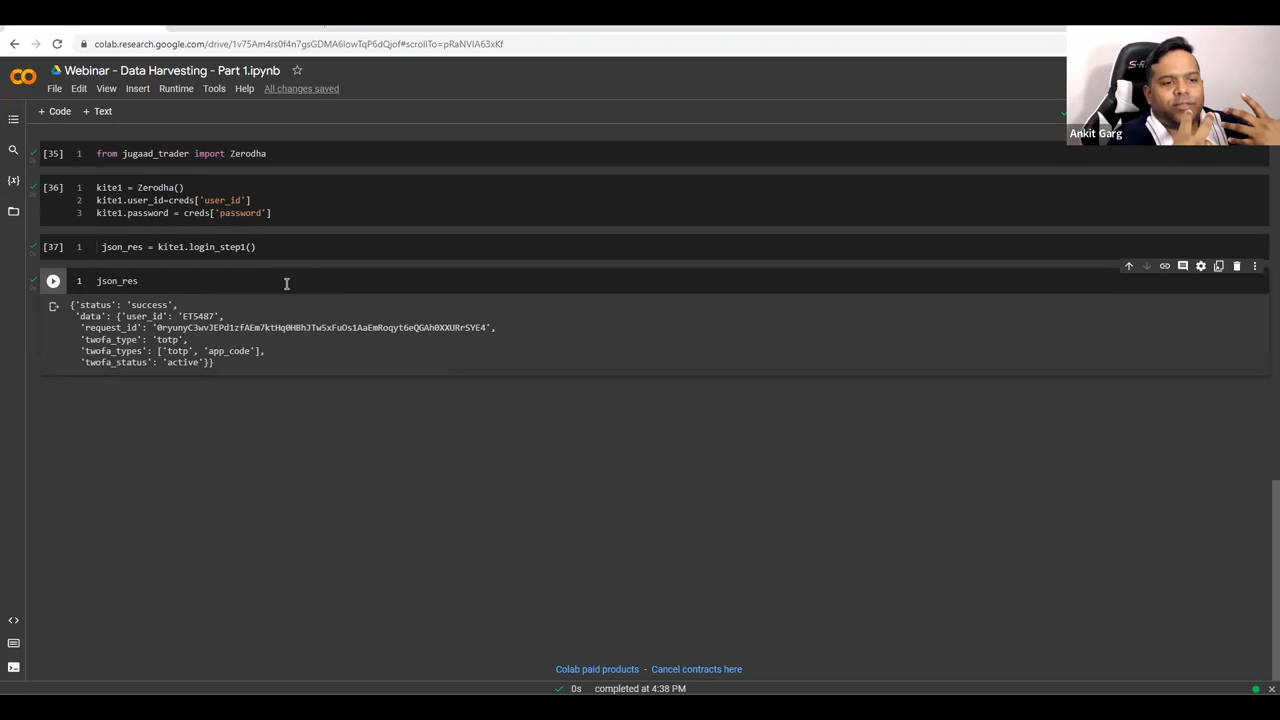 colab.research.google.com/drive/1v75Am4rs0f4n7gsGDMA6IowTqP6dQjof#scrollTo=pRaNVIA63xKf
Webinar - Data Harvesting - Part 1.ipynb
File Edit View Insert Runtime Tools Help All changes saved
+ Code + Text
Ankit Garg
[35] 1 from jugaad_trader import Zerodha
[36] 1 kite1 = Zerodha()
2 kite1.user_id=creds['user_id']
3 kite1.password = creds['password']
[37] 1 json_res = kite1.login_step1()
1 json_res
{'status': 'success',
'data': {'user_id': 'ET5487',
'request_id': '0ryunyC3wvJEPd1zfAEm7ktHq0HBhJTw5xFuOs1AaEmRoqyt6eQGAh0XXURrSYE4',
'twofa_type': 'totp',
'twofa_types': ['totp', 'app_code'],
'twofa_status': 'active'}}
Colab paid products - Cancel contracts here
0s completed at 4:38 PM